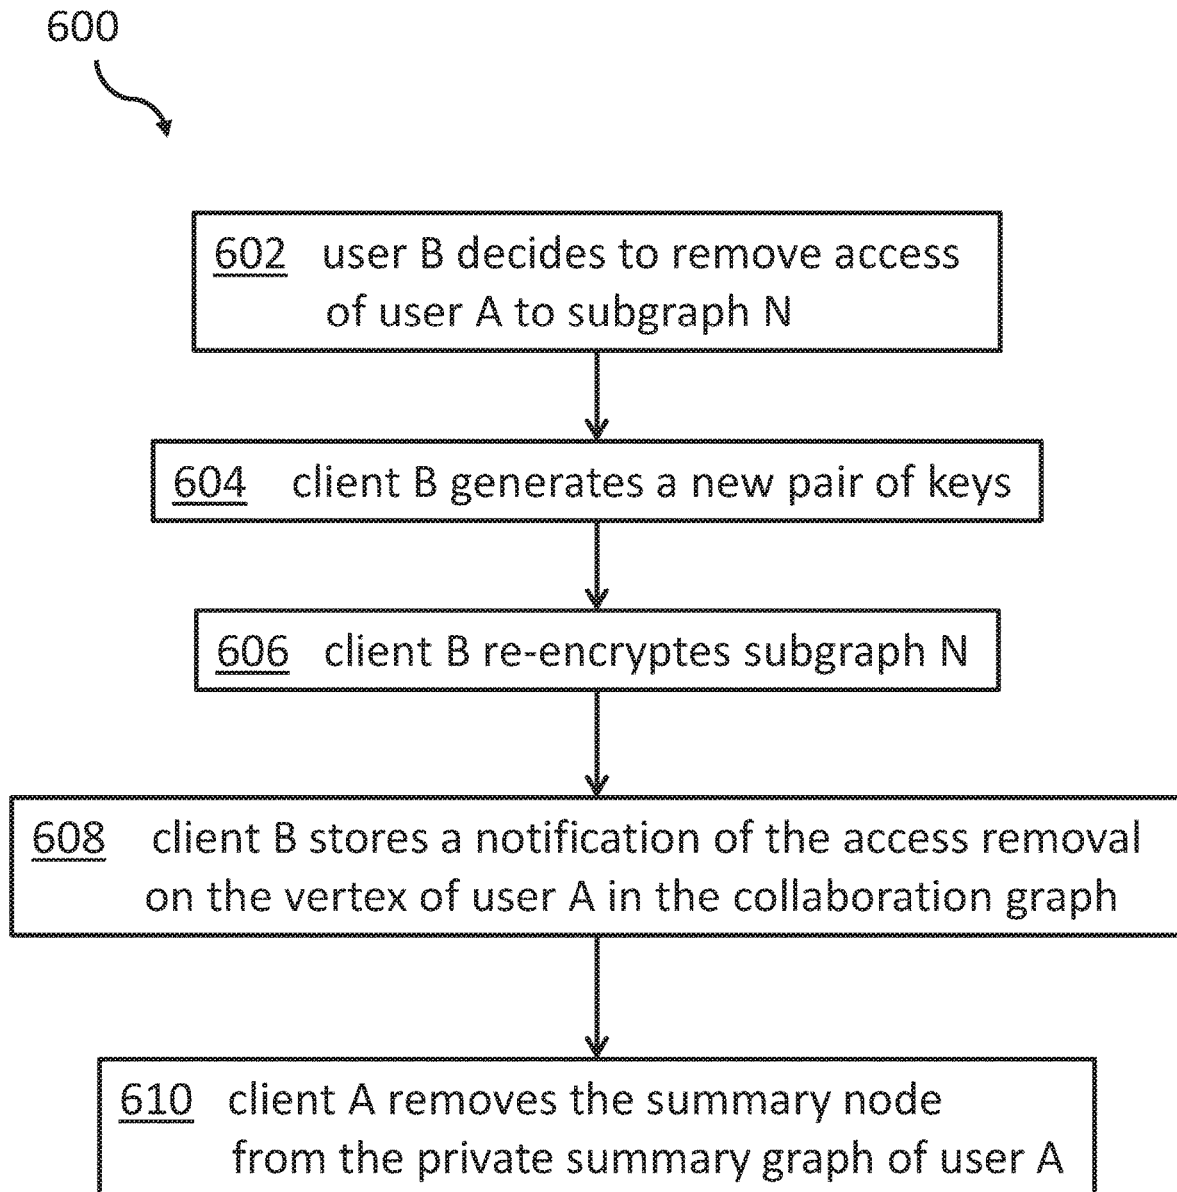 600
602 user B decides to remove access
of user A to subgraph N
604 client B generates a new pair of keys
606 client B re-encryptes subgraph N
608 client B stores a notification of the access removal
on the vertex of user A in the collaboration graph
610 client A removes the summary node
from the private summary graph of user A